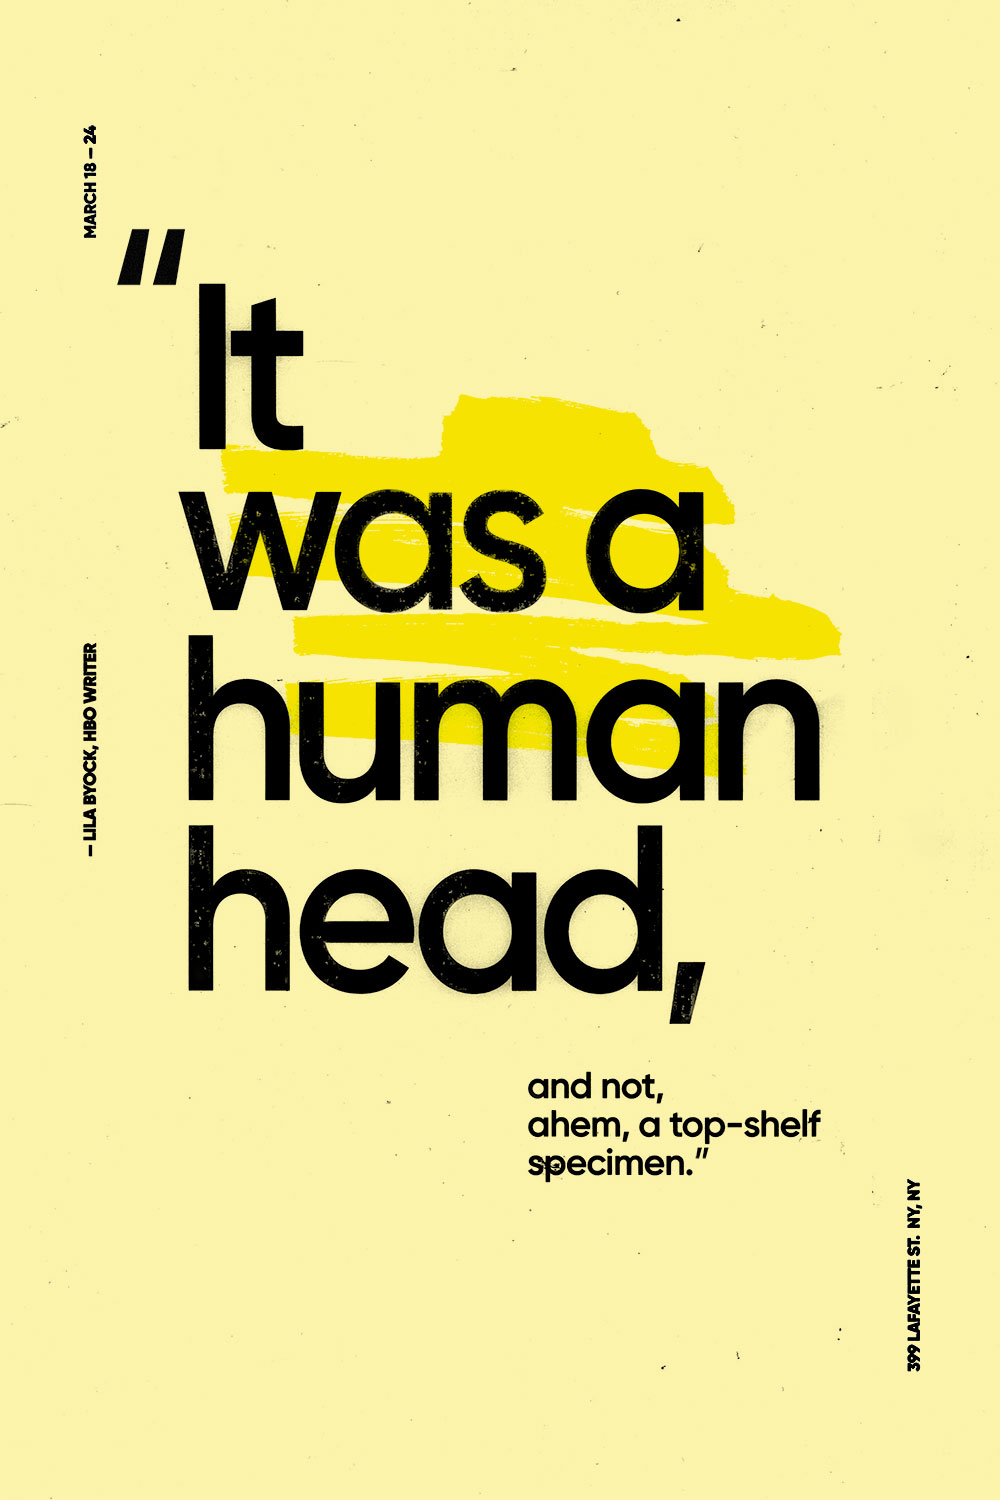 MARCH 18 – 24
“It
was a
human
head,
and not,
ahem, a top-shelf
specimen.”
– LILA BYOCK, HBO WRITER
399 LAFAYETTE ST. NY, NY